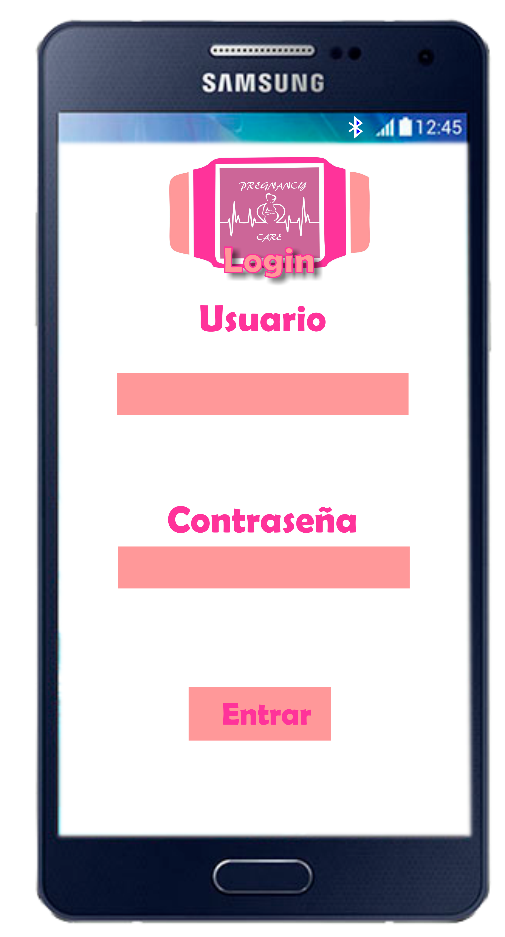 SAMSUNG
12:45
PREGNANCY
CARE
Login
Usuario
Contraseña
Entrar